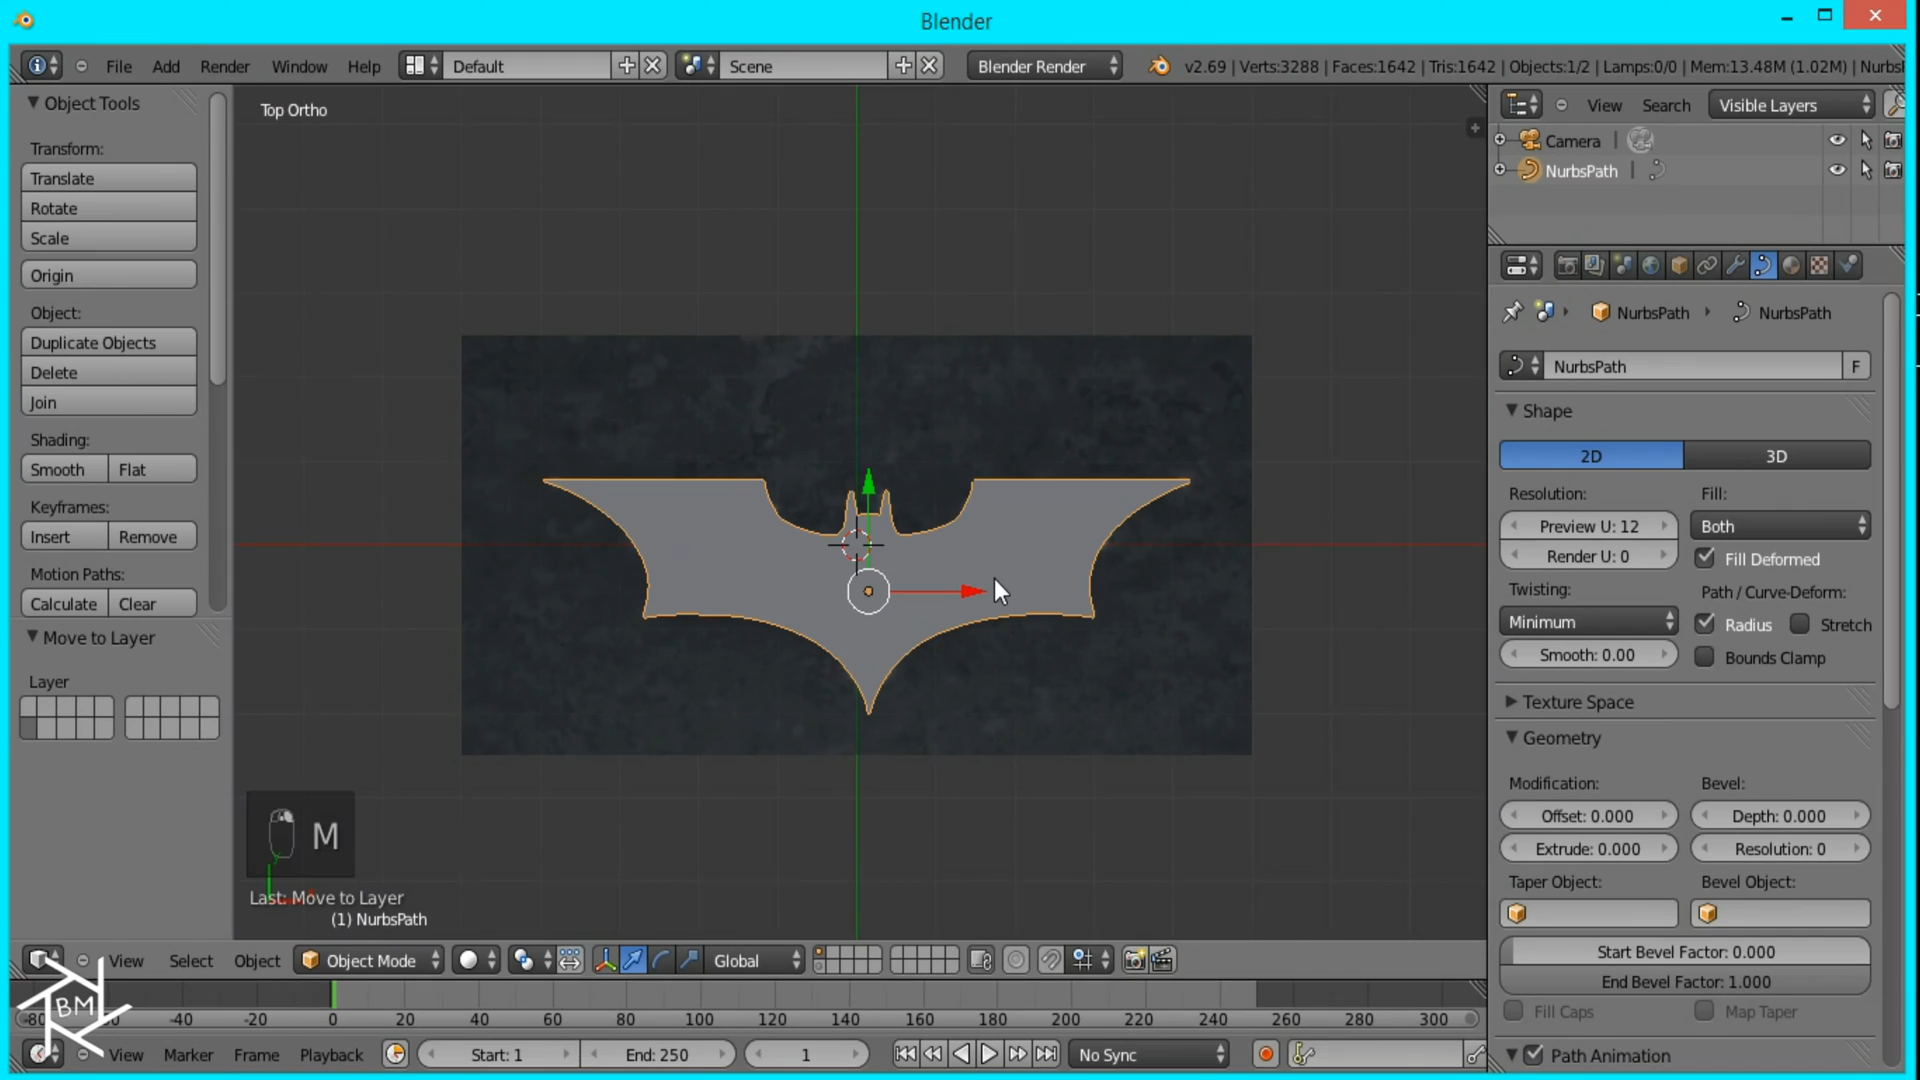 Blender
File Add Render Window Help Default Scene Blender Render v2.69 | Verts:3288 | Faces:1642 | Tris:1642 | Objects:1/2 | Lamps:0/0 | Mem:13.48M (1.02M) | Nurbs
Object Tools
Transform:
Translate
Rotate
Scale
Origin
Object:
Duplicate Objects
Delete
Join
Shading:
Smooth Flat
Keyframes:
Insert Remove
Motion Paths:
Calculate Clear
Move to Layer
Layer
Top Ortho
M
Last: Move to Layer
(1) NurbsPath
View Search Visible Layers
Camera
NurbsPath
NurbsPath NurbsPath
NurbsPath F
Shape
2D 3D
Resolution: Fill:
Preview U: 12 Both
Render U: 0 Fill Deformed
Twisting: Path / Curve-Deform:
Minimum Radius Stretch
Smooth: 0.00 Bounds Clamp
Texture Space
Geometry
Modification: Bevel:
Offset: 0.000 Depth: 0.000
Extrude: 0.000 Resolution: 0
Taper Object: Bevel Object:
Start Bevel Factor: 0.000
End Bevel Factor: 1.000
Fill Caps Map Taper
Path Animation
View Select Object Object Mode Global
BM
-40 -20 0 20 40 60 80 100 120 140 160 180 200 220 240 260 280 300
View Marker Frame Playback Start: 1 End: 250 1 No Sync